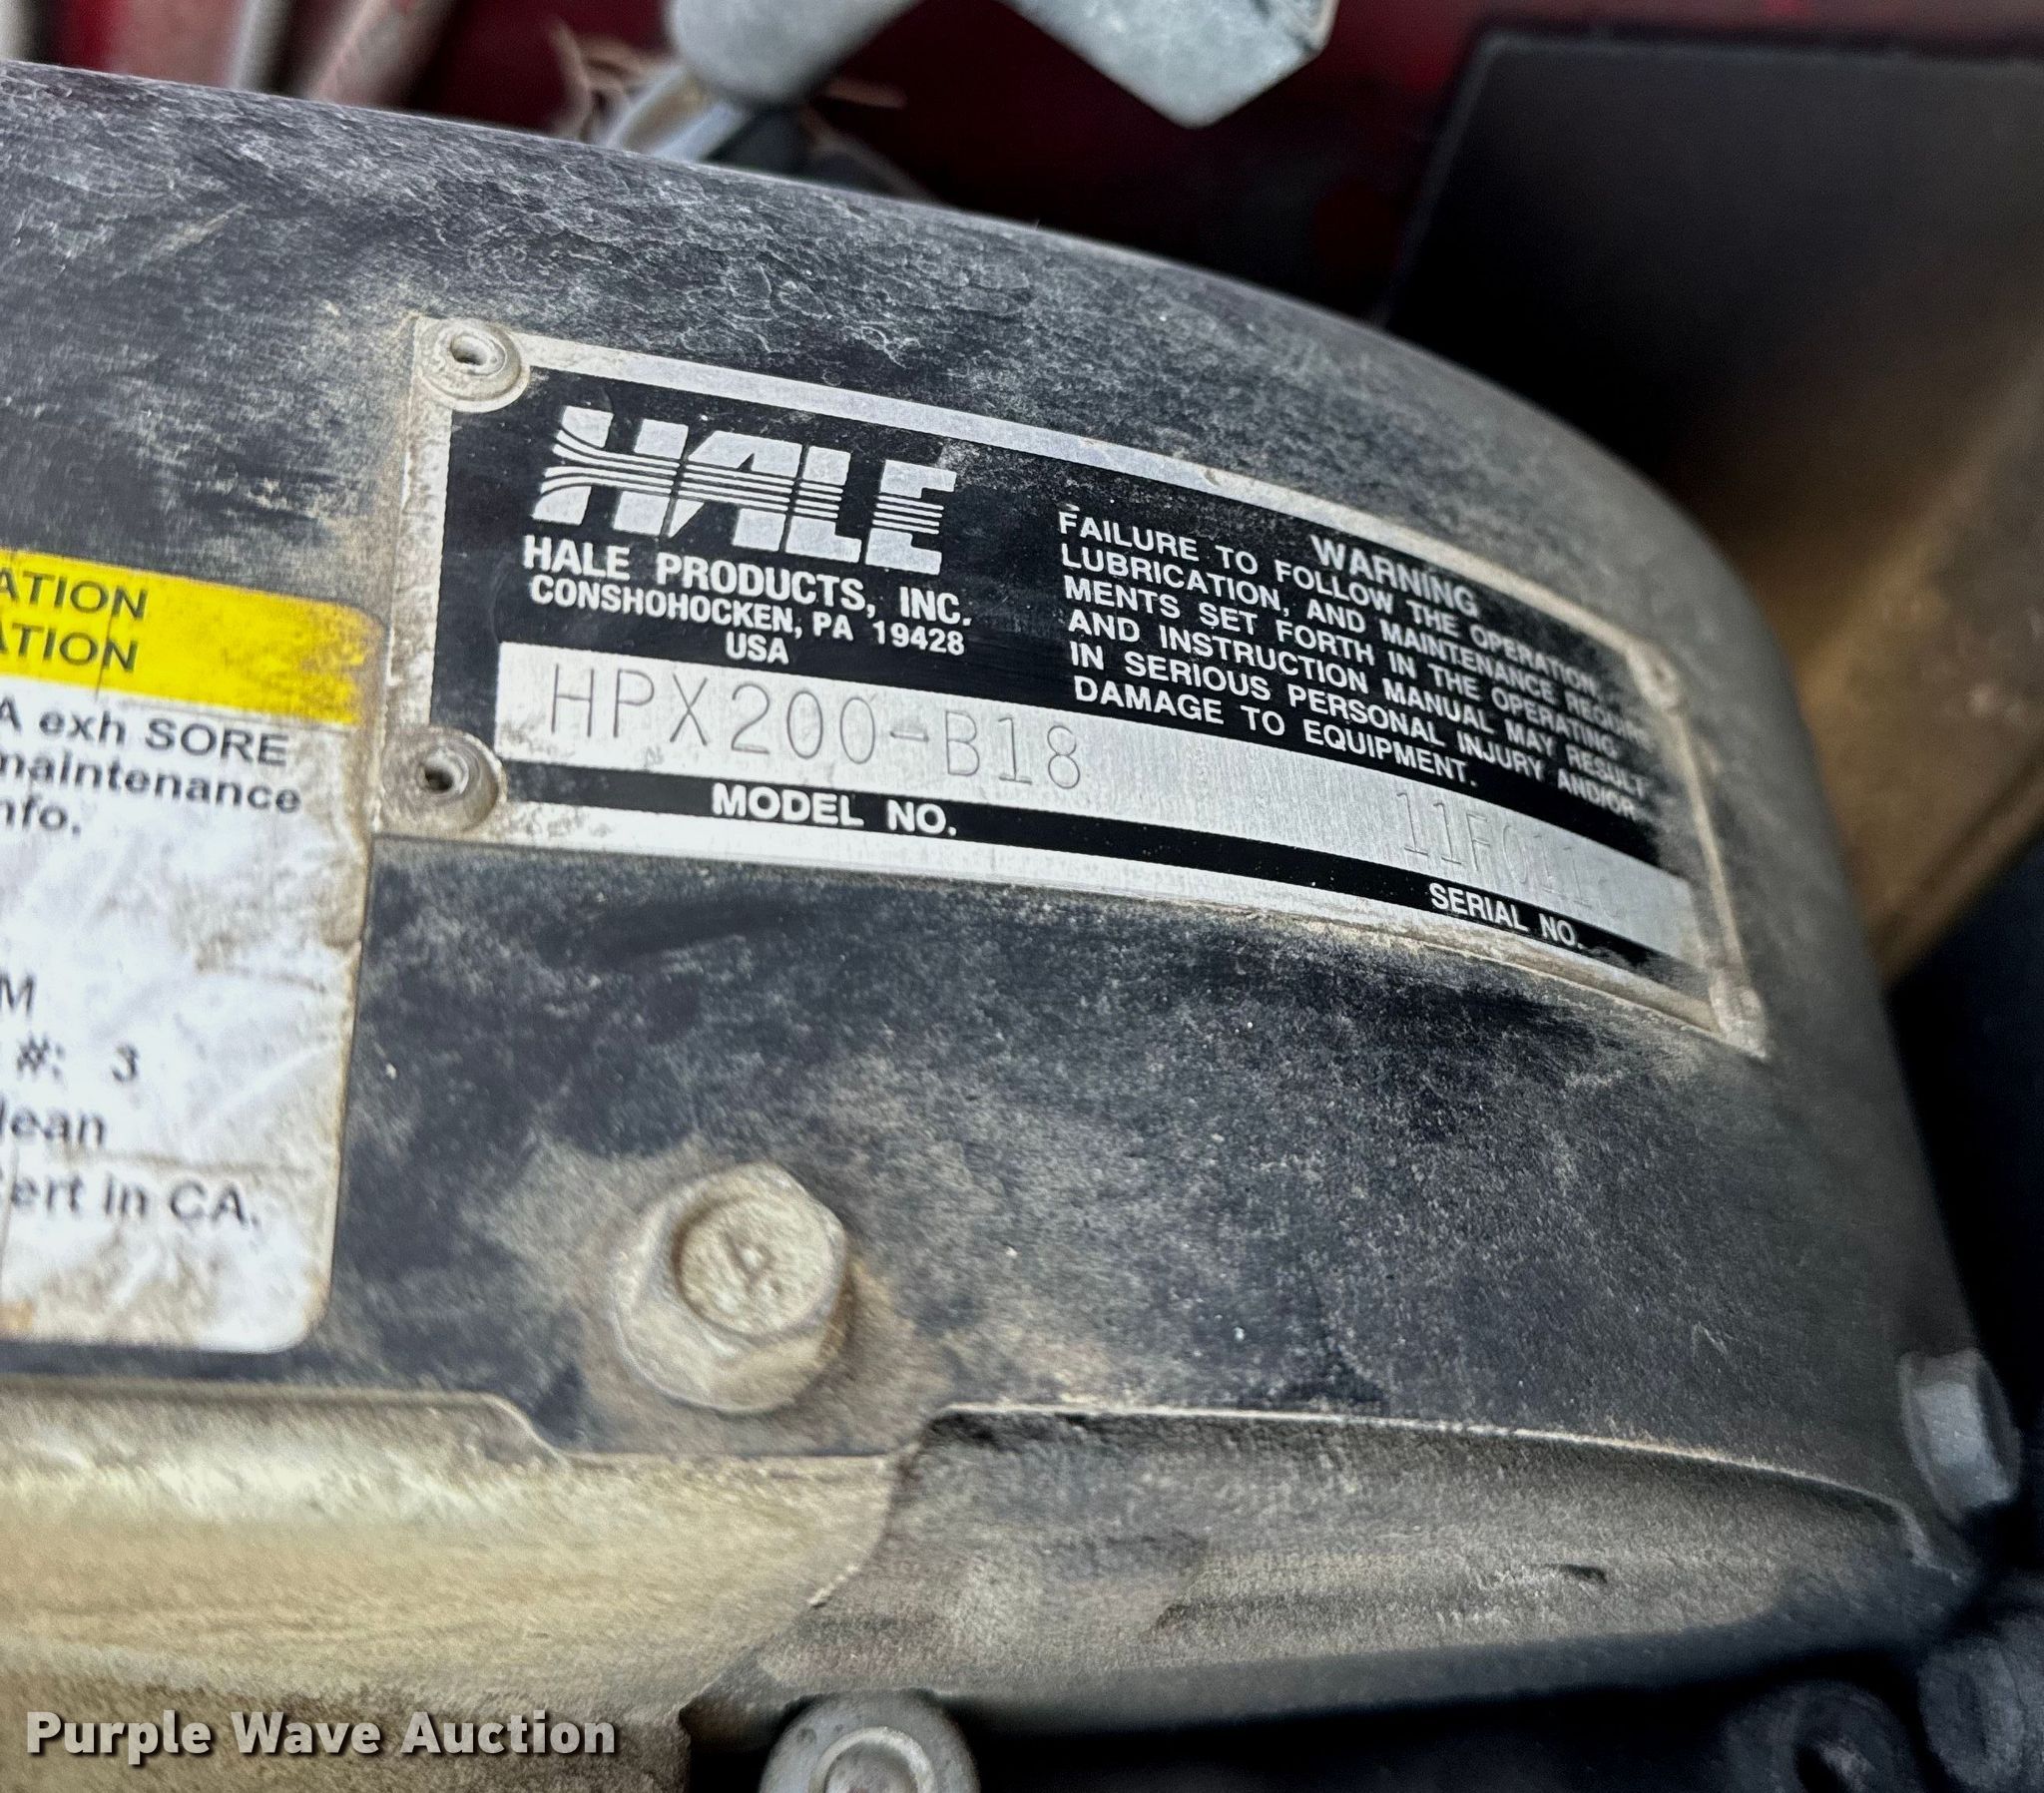 HALE
HALE PRODUCTS, INC.
CONSHOHOCKEN, PA 19428
USA
WARNING
FAILURE TO FOLLOW THE OPERATION,
LUBRICATION, AND MAINTENANCE REQUIRE-
MENTS SET FORTH IN THE OPERATING
AND INSTRUCTION MANUAL MAY RESULT
IN SERIOUS PERSONAL INJURY AND/OR
DAMAGE TO EQUIPMENT.
HPX200-B18
MODEL NO.
SERIAL NO.
ATION
ATION
A exh SORE
maintenance
nfo.
M
#: 3
lean
ert in CA.
4
Purple Wave Auction